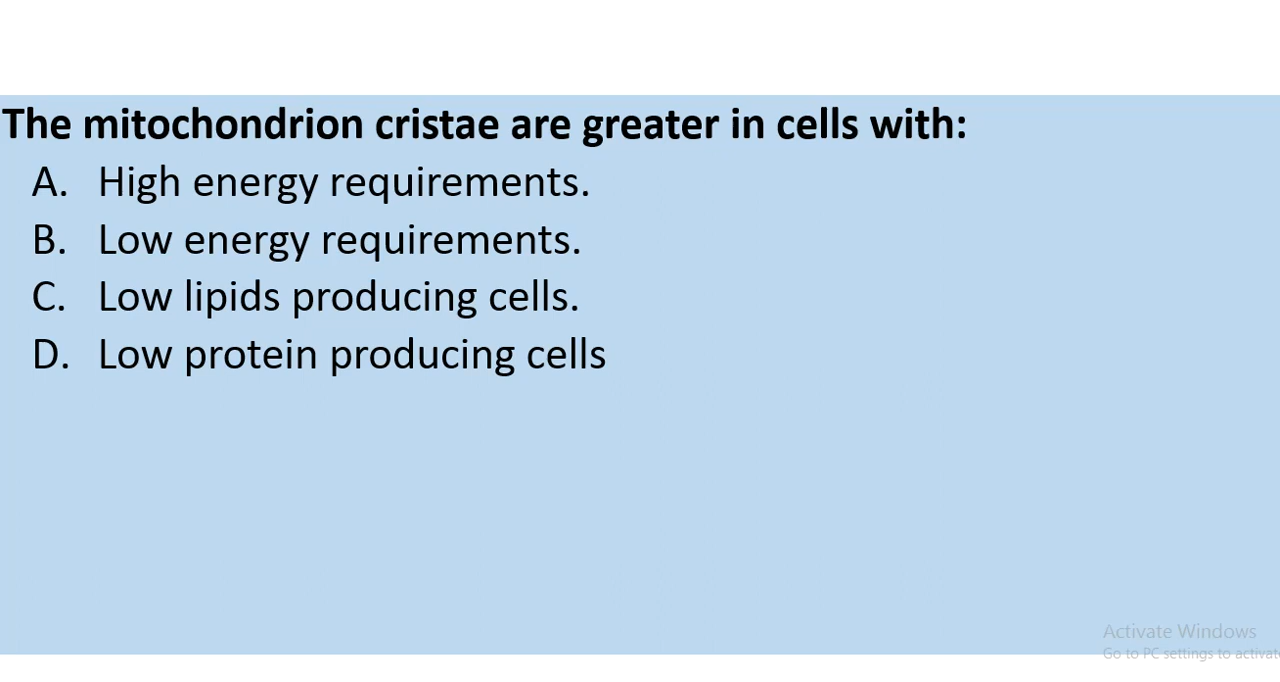 The mitochondrion cristae are greater in cells with:
A. High energy requirements.
B. Low energy requirements.
C. Low lipids producing cells.
D. Low protein producing cells
Activate Windows
Go to PC settings to activat